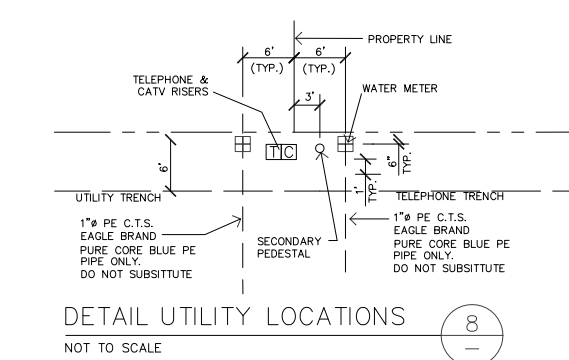 PROPERTY LINE
6'
6'
(TYP.)
(TYP.)
TELEPHONE &
CATV RISERS
WATER METER
3'
T C
6'
6"
TYP.
1'
TYP.
UTILITY TRENCH
TELEPHONE TRENCH
1"ø PE C.T.S.
EAGLE BRAND
PURE CORE BLUE PE
PIPE ONLY.
DO NOT SUBSITTUTE
SECONDARY
PEDESTAL
1"ø PE C.T.S.
EAGLE BRAND
PURE CORE BLUE PE
PIPE ONLY.
DO NOT SUBSITTUTE
DETAIL UTILITY LOCATIONS
8
NOT TO SCALE
—